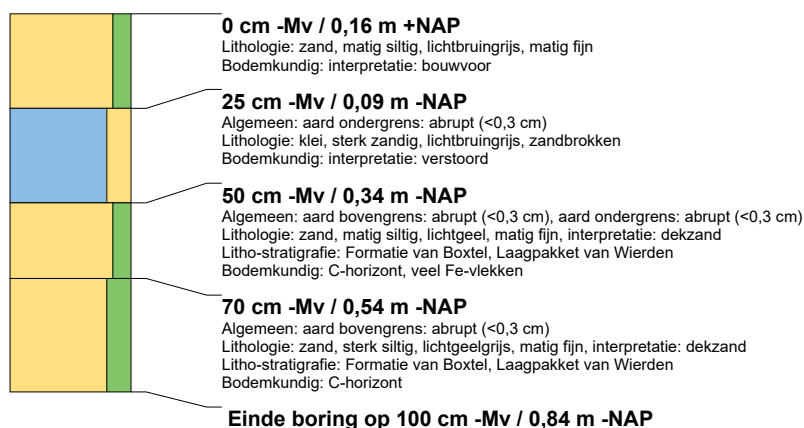 0 cm -Mv / 0,16 m +NAP
Lithologie: zand, matig siltig, lichtbruingrijs, matig fijn
Bodemkundig: interpretatie: bouwvoor
25 cm -Mv / 0,09 m -NAP
Algemeen: aard ondergrens: abrupt (<0,3 cm)
Lithologie: klei, sterk zandig, lichtbruingrijs, zandbrokken
Bodemkundig: interpretatie: verstoord
50 cm -Mv / 0,34 m -NAP
Algemeen: aard bovengrens: abrupt (<0,3 cm), aard ondergrens: abrupt (<0,3 cm)
Lithologie: zand, matig siltig, lichtgeel, matig fijn, interpretatie: dekzand
Litho-stratigrafie: Formatie van Boxtel, Laagpakket van Wierden
Bodemkundig: C-horizont, veel Fe-vlekken
70 cm -Mv / 0,54 m -NAP
Algemeen: aard bovengrens: abrupt (<0,3 cm)
Lithologie: zand, sterk siltig, lichtgeelgrijs, matig fijn, interpretatie: dekzand
Litho-stratigrafie: Formatie van Boxtel, Laagpakket van Wierden
Bodemkundig: C-horizont
Einde boring op 100 cm -Mv / 0,84 m -NAP